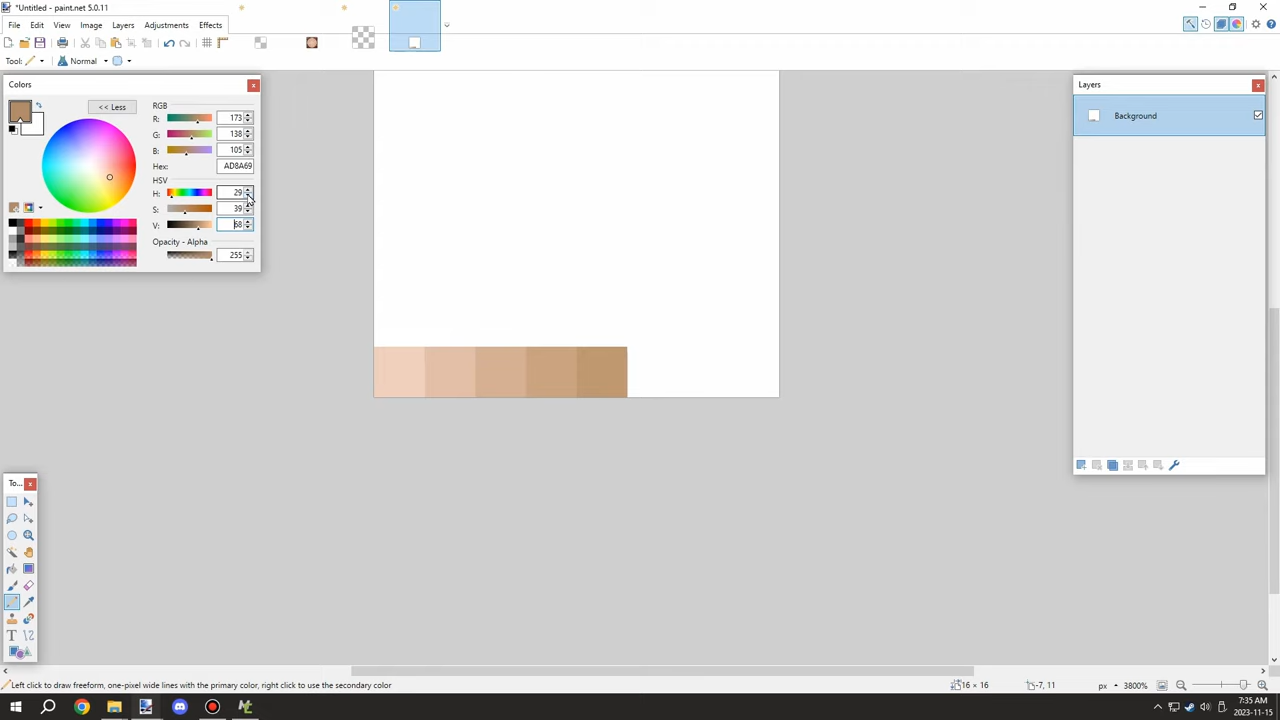 *Untitled - paint.net 5.0.11
File Edit View Image Layers Adjustments Effects
Tool: Normal
Colors
<< Less
RGB
R: 173
G: 138
B: 105
Hex: AD8A69
HSV
H: 29
S: 39
V: 68
Opacity - Alpha
255
Layers
Background
To...
Left click to draw freeform, one-pixel wide lines with the primary color, right click to use the secondary color
16 × 16
-7, 11
px
3800%
7:35 AM
2023-11-15